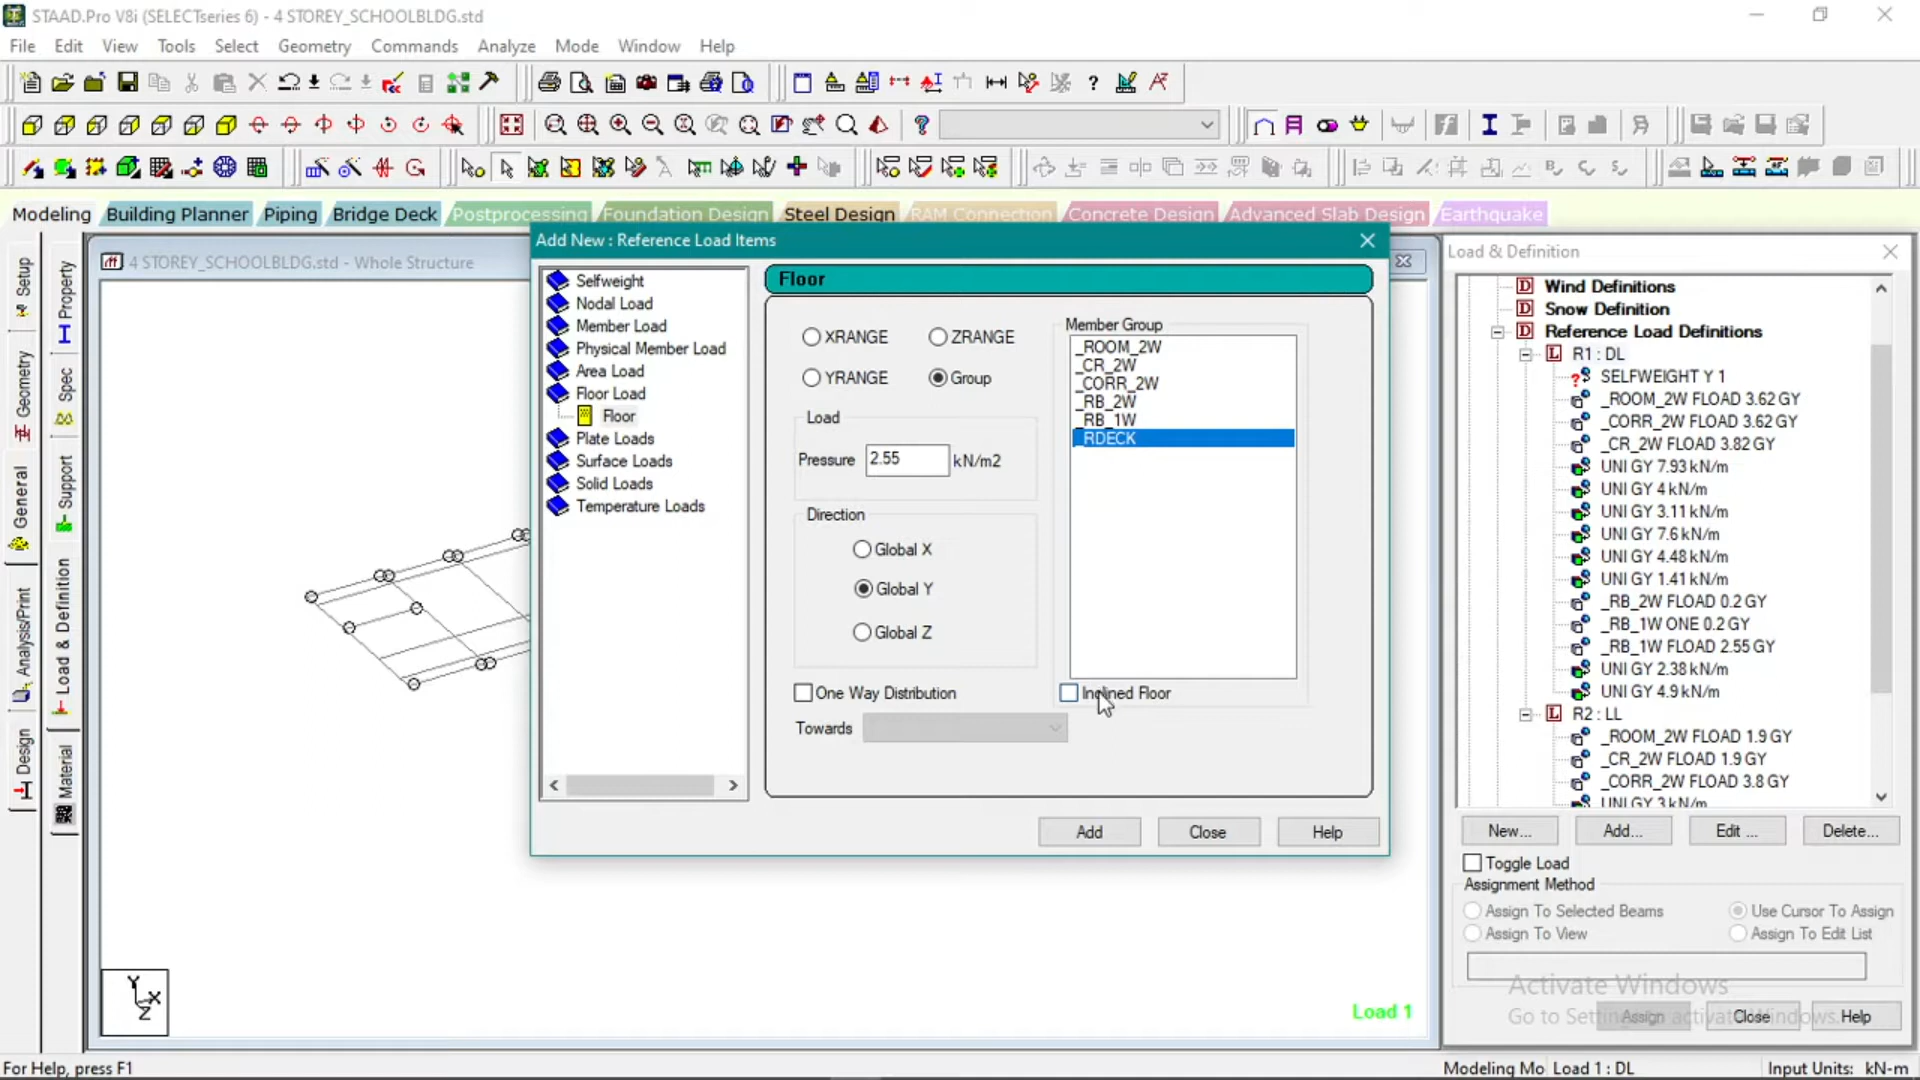 STAAD.Pro V8i (SELECTseries 6) - 4 STOREY_SCHOOLBLDG.std
File Edit View Tools Select Geometry Commands Analyze Mode Window Help
Modeling Building Planner Piping Bridge Deck Postprocessing Foundation Design Steel Design RAM Connection Concrete Design Advanced Slab Design Earthquake
Setup
Geometry
General
Analysis/Print
Design
Property
Spec
Support
Load & Definition
Material
4 STOREY_SCHOOLBLDG.std - Whole Structure
Y
X
Z
Load 1
Add New : Reference Load Items
Selfweight
Nodal Load
Member Load
Physical Member Load
Area Load
Floor Load
Floor
Plate Loads
Surface Loads
Solid Loads
Temperature Loads
Floor
XRANGE ZRANGE
YRANGE Group
Load
Pressure 2.55 kN/m2
Direction
Global X
Global Y
Global Z
One Way Distribution
Towards
Member Group
_ROOM_2W
_CR_2W
_CORR_2W
_RB_2W
_RB_1W
_RDECK
Inclined Floor
Add Close Help
Load & Definition
Wind Definitions
Snow Definition
Reference Load Definitions
R1 : DL
SELFWEIGHT Y 1
_ROOM_2W FLOAD 3.62 GY
_CORR_2W FLOAD 3.62 GY
_CR_2W FLOAD 3.82 GY
UNI GY 7.93 kN/m
UNI GY 4 kN/m
UNI GY 3.11 kN/m
UNI GY 7.6 kN/m
UNI GY 4.48 kN/m
UNI GY 1.41 kN/m
_RB_2W FLOAD 0.2 GY
_RB_1W ONE 0.2 GY
_RB_1W FLOAD 2.55 GY
UNI GY 2.38 kN/m
UNI GY 4.9 kN/m
R2 : LL
_ROOM_2W FLOAD 1.9 GY
_CR_2W FLOAD 1.9 GY
_CORR_2W FLOAD 3.8 GY
UNI GY 3 kN/m
New... Add... Edit ... Delete...
Toggle Load
Assignment Method
Assign To Selected Beams Use Cursor To Assign
Assign To View Assign To Edit List
Activate Windows
Go to Settings to activate Windows.
Assign Close Help
For Help, press F1
Modeling Mo Load 1 : DL Input Units: kN-m